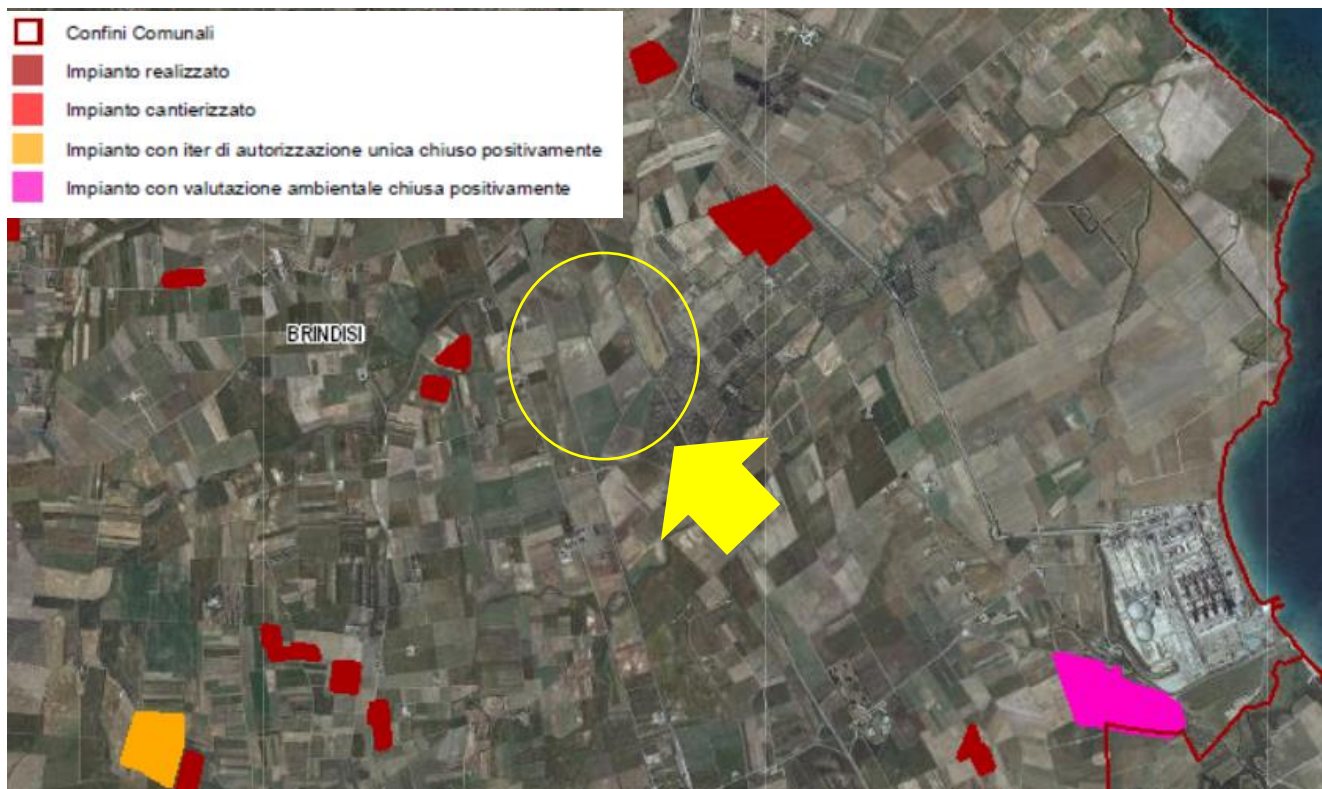 Confini Comunali
Impianto realizzato
Impianto cantierizzato
Impianto con iter di autorizzazione unica chiuso positivamente
Impianto con valutazione ambientale chiusa positivamente
BRINDISI